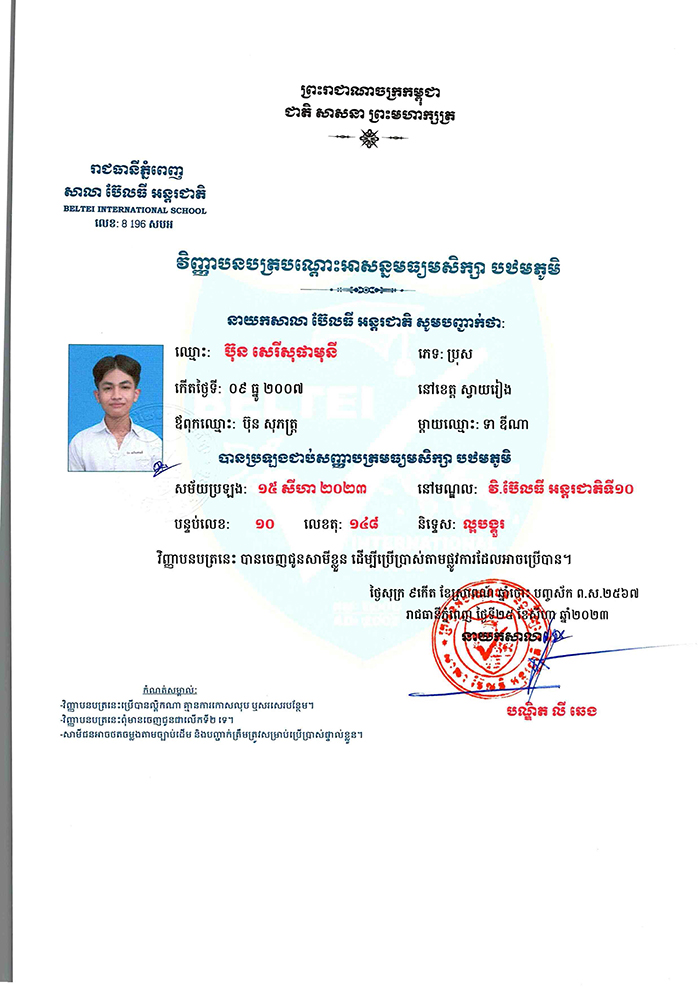 ព្រះរាជាណាចក្រកម្ពុជា
ជាតិ សាសនា ព្រះមហាក្សត្រ
រាជធានីភ្នំពេញ
សាលា ប៊ែលធី អន្តរជាតិ
BELTEI INTERNATIONAL SCHOOL
លេខ: 8 196 សបអ
វិញ្ញាបនបត្របណ្តោះអាសន្នមធ្យមសិក្សា បឋមភូមិ
នាយកសាលា ប៊ែលធី អន្តរជាតិ សូមបញ្ជាក់ថា:
ឈ្មោះ: ប៊ុន សេរីសុផាមុនី ភេទ: ប្រុស
កើតថ្ងៃទី: ០៩ ធ្នូ ២០០៧ នៅខេត្ត ស្វាយរៀង
ឪពុកឈ្មោះ: ប៊ុន សុភក្ត្រ ម្តាយឈ្មោះ: ទា ឌីណា
បានប្រឡងជាប់សញ្ញាបត្រមធ្យមសិក្សា បឋមភូមិ
សម័យប្រឡង: ១៥ សីហា ២០២៣ នៅមណ្ឌល: វិ.ប៊ែលធី អន្តរជាតិទី១០
បន្ទប់លេខ: ១០ លេខតុ: ១៤៨ និទ្ទេស: ល្អបង្គួរ
វិញ្ញាបនបត្រនេះ បានចេញជូនសាមីខ្លួន ដើម្បីប្រើប្រាស់តាមផ្លូវការដែលអាចប្រើបាន។
ថ្ងៃសុក្រ ៩កើត ខែស្រាពណ៍ ឆ្នាំថោះ បញ្ចស័ក ព.ស.២៥៦៧
រាជធានីភ្នំពេញ ថ្ងៃទី២៥ ខែសីហា ឆ្នាំ២០២៣
នាយកសាលា
បណ្ឌិត លី ឆេង
កំណត់សម្គាល់:
-វិញ្ញាបនបត្រនេះប្រើបានល្គឹកណា គ្មានការកោសលុប ឬសរសេរបន្ថែម។
-វិញ្ញាបនបត្រនេះពុំមានចេញជូនជាលើកទី២ ទេ។
-សាមីជនអាចថតចម្លងតាមច្បាប់ដើម និងបញ្ជាក់ត្រឹមត្រូវសម្រាប់ប្រើប្រាស់ផ្ទាល់ខ្លួន។